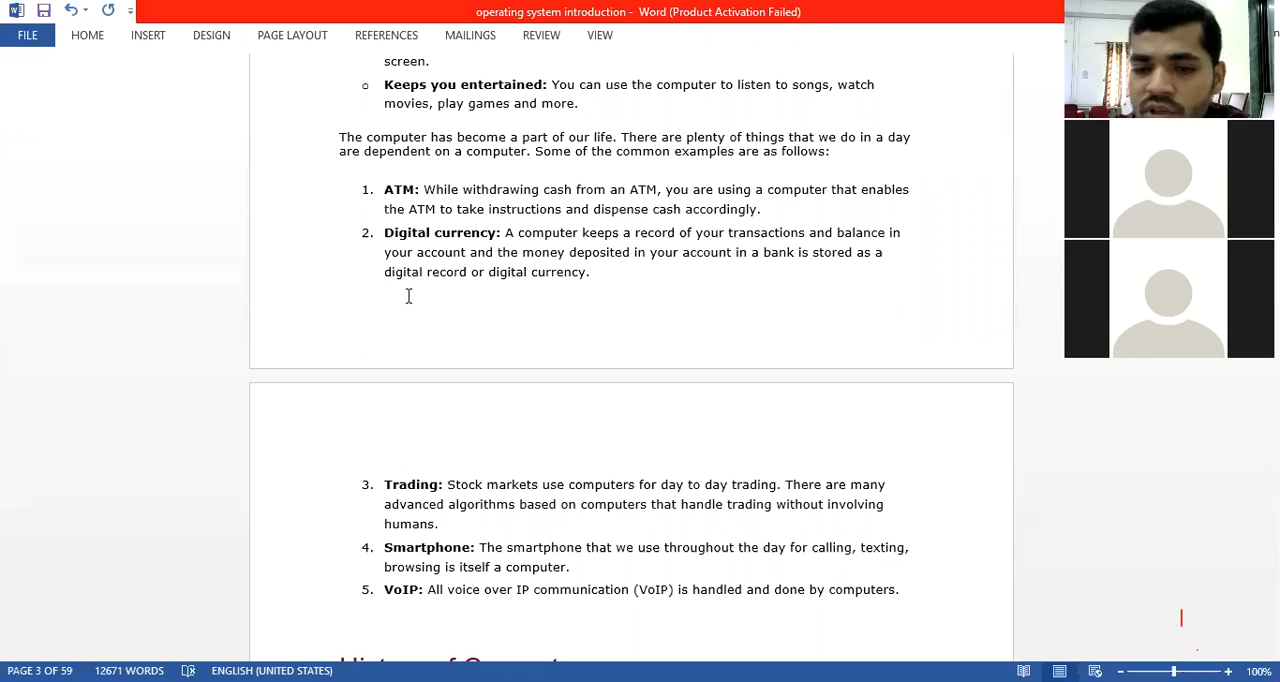 operating system introduction - Word (Product Activation Failed)
FILE HOME INSERT DESIGN PAGE LAYOUT REFERENCES MAILINGS REVIEW VIEW
screen.
o Keeps you entertained: You can use the computer to listen to songs, watch
movies, play games and more.
The computer has become a part of our life. There are plenty of things that we do in a day
are dependent on a computer. Some of the common examples are as follows:
1. ATM: While withdrawing cash from an ATM, you are using a computer that enables
the ATM to take instructions and dispense cash accordingly.
2. Digital currency: A computer keeps a record of your transactions and balance in
your account and the money deposited in your account in a bank is stored as a
digital record or digital currency.
3. Trading: Stock markets use computers for day to day trading. There are many
advanced algorithms based on computers that handle trading without involving
humans.
4. Smartphone: The smartphone that we use throughout the day for calling, texting,
browsing is itself a computer.
5. VoIP: All voice over IP communication (VoIP) is handled and done by computers.
PAGE 3 OF 59 12671 WORDS ENGLISH (UNITED STATES) 100%